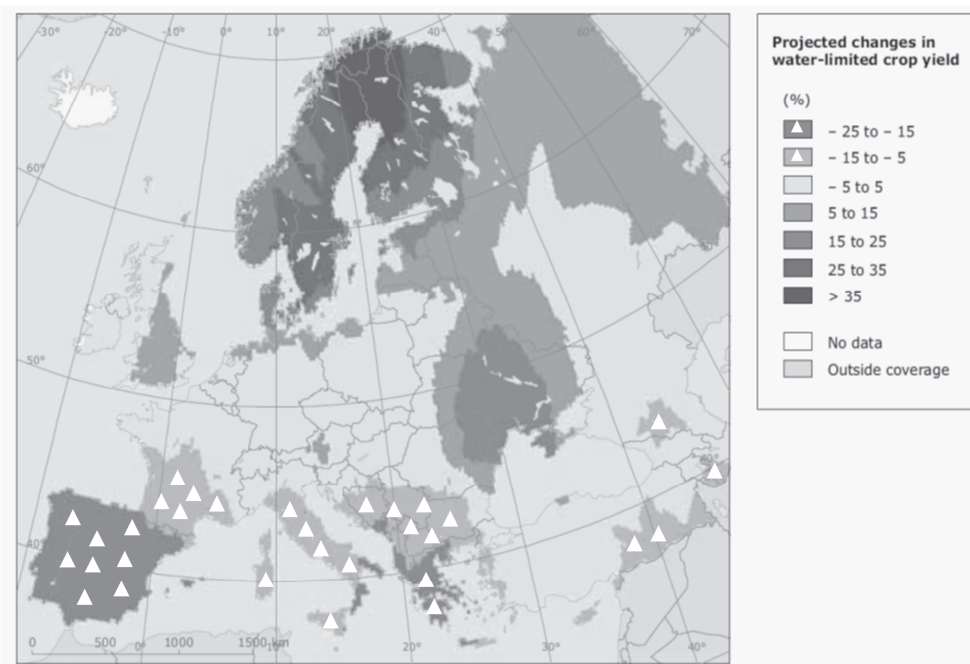 -30° -20° -10° 0° 10° 20° 30° 40° 50° 60° 70°
60°
50°
50°
40°
40°
0 500 1000 1500 km
0° 10° 20° 30° 40°
Projected changes in
water-limited crop yield
(%)
– 25 to – 15
– 15 to – 5
– 5 to 5
5 to 15
15 to 25
25 to 35
> 35
No data
Outside coverage